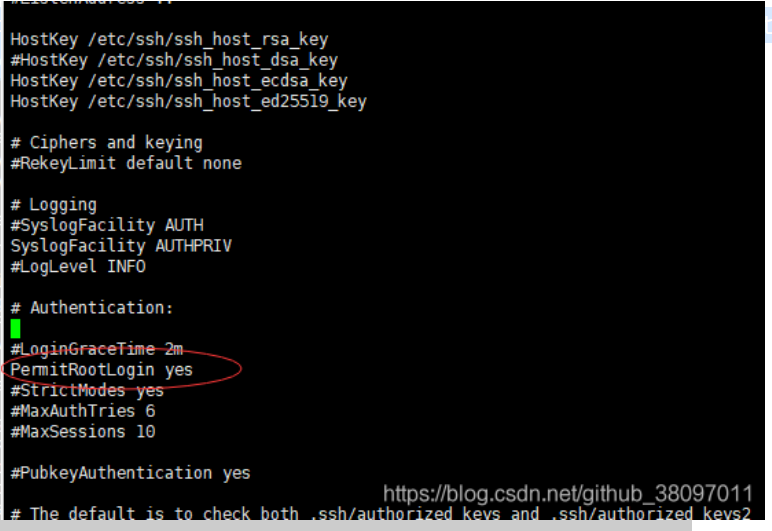 #ListenAddress ::
HostKey /etc/ssh/ssh_host_rsa_key
#HostKey /etc/ssh/ssh_host_dsa_key
HostKey /etc/ssh/ssh_host_ecdsa_key
HostKey /etc/ssh/ssh_host_ed25519_key
# Ciphers and keying
#RekeyLimit default none
# Logging
#SyslogFacility AUTH
SyslogFacility AUTHPRIV
#LogLevel INFO
# Authentication:
#LoginGraceTime 2m
PermitRootLogin yes
#StrictModes yes
#MaxAuthTries 6
#MaxSessions 10
#PubkeyAuthentication yes
https://blog.csdn.net/github_38097011
# The default is to check both .ssh/authorized_keys and .ssh/authorized_keys2